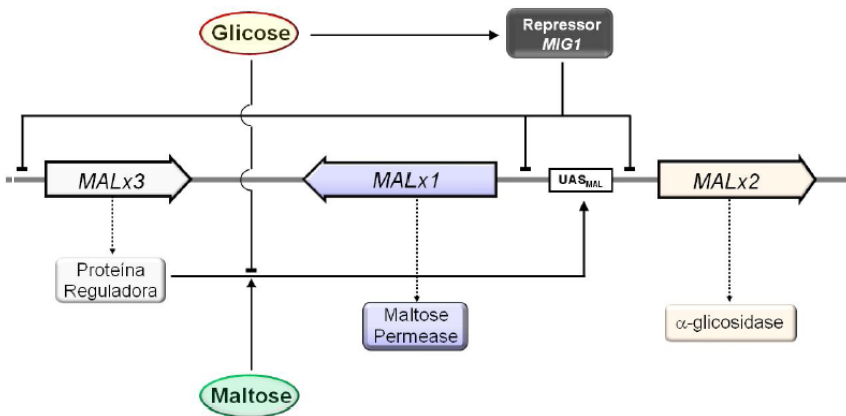 Glicose
Repressor
MIG1
MALx3
MALx1
UASMAL
MALx2
Proteína
Reguladora
Maltose
Permease
α-glicosidase
Maltose